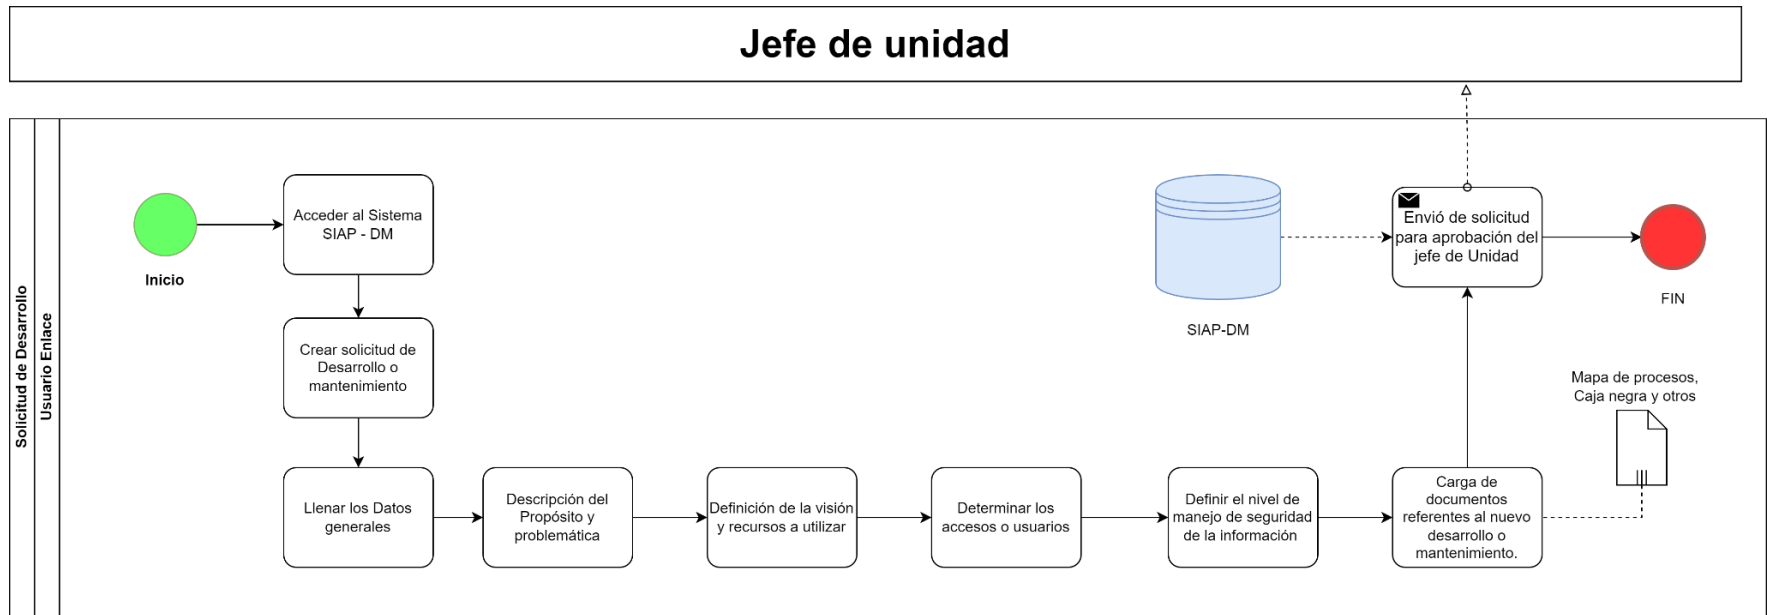 Jefe de unidad
Solicitud de Desarrollo
Usuario Enlace
Inicio
Acceder al Sistema
SIAP - DM
Crear solicitud de
Desarrollo o
mantenimiento
Llenar los Datos
generales
Descripción del
Propósito y
problemática
Definición de la visión
y recursos a utilizar
Determinar los
accesos o usuarios
Definir el nivel de
manejo de seguridad
de la información
Carga de
documentos
referentes al nuevo
desarrollo o
mantenimiento.
Mapa de procesos,
Caja negra y otros
SIAP-DM
Envió de solicitud
para aprobación del
jefe de Unidad
FIN